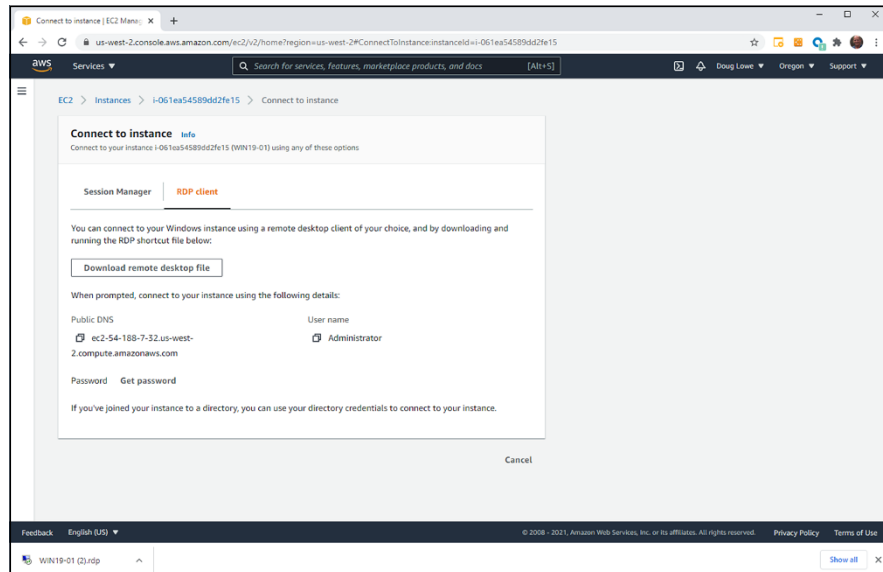 Connect to instance | EC2 Manag
us-west-2.console.aws.amazon.com/ec2/v2/home?region=us-west-2#ConnectToInstance:instanceId=i-061ea54589dd2fe15
aws Services Search for services, features, marketplace products, and docs [Alt+S] Doug Lowe Oregon Support
EC2 > Instances > i-061ea54589dd2fe15 > Connect to instance
Connect to instance Info
Connect to your instance i-061ea54589dd2fe15 (WIN19-01) using any of these options
Session Manager RDP client
You can connect to your Windows instance using a remote desktop client of your choice, and by downloading and
running the RDP shortcut file below:
Download remote desktop file
When prompted, connect to your instance using the following details:
Public DNS User name
ec2-54-188-7-32.us-west- Administrator
2.compute.amazonaws.com
Password Get password
If you've joined your instance to a directory, you can use your directory credentials to connect to your instance.
Cancel
Feedback English (US) © 2008 - 2021, Amazon Web Services, Inc. or its affiliates. All rights reserved. Privacy Policy Terms of Use
WIN19-01 (2).rdp Show all